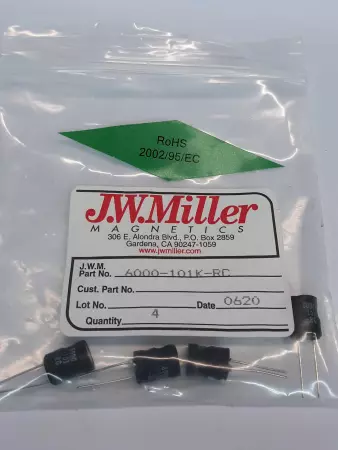 RoHS
2002/95/EC
J.W.Miller
MAGNETICS
306 E. Alondra Blvd., P.O. Box 2859
Gardena, CA 90247-1059
www.jwmiller.com
J.W.M.
Part No. 6000-101K-RC
Cust. Part No.
Lot No. Date 0620
Quantity 4